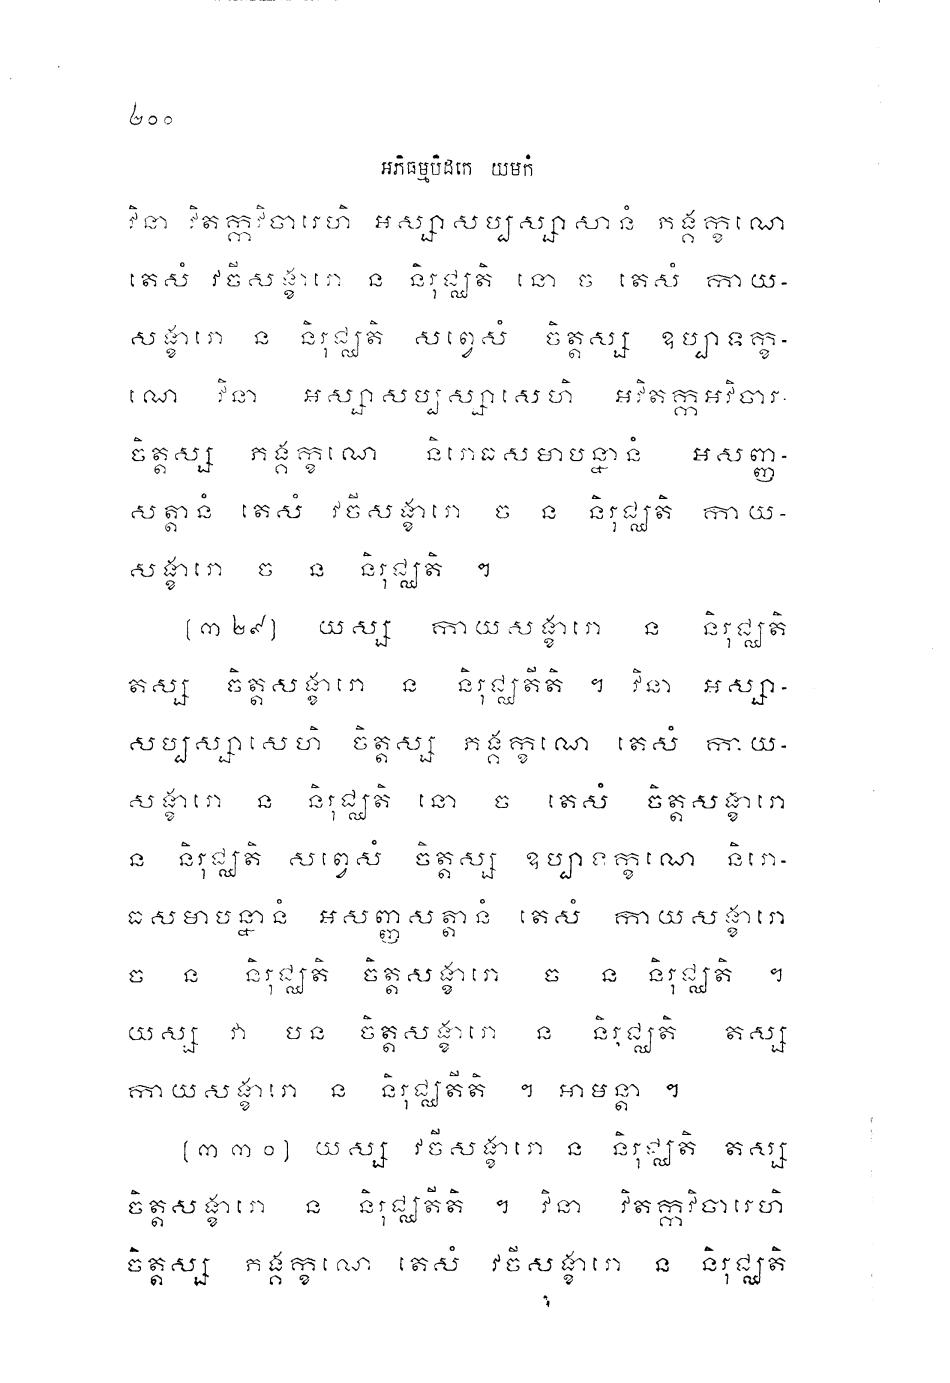 ២០០
អភិធម្មបិដកេ យមកំ
វិនា វិតក្កវិចារេហិ អស្សាសប្បស្សាសានំ ភង្គក្ខណេ
តេសំ វចីសង្ខារោ ន និរុជ្ឈតិ នោ ច តេសំ កាយ-
សង្ខារោ ន និរុជ្ឈតិ សព្វេសំ ចិត្តស្ស ឧប្បាទក្ខ-
ណេ វិនា អស្សាសប្បស្សាសេហិ អវិតក្កអវិចារ-
ចិត្តស្ស ភង្គក្ខណេ និរោធសមាបន្នានំ អសញ្ញ-
សត្តានំ តេសំ វចីសង្ខារោ ច ន និរុជ្ឈតិ កាយ-
សង្ខារោ ច ន និរុជ្ឈតិ ។
(៣២៩) យស្ស កាយសង្ខារោ ន និរុជ្ឈតិ
តស្ស ចិត្តសង្ខារោ ន និរុជ្ឈតីតិ ។ វិនា អស្សា-
សប្បស្សាសេហិ ចិត្តស្ស ភង្គក្ខណេ តេសំ កាយ-
សង្ខារោ ន និរុជ្ឈតិ នោ ច តេសំ ចិត្តសង្ខារោ
ន និរុជ្ឈតិ សព្វេសំ ចិត្តស្ស ឧប្បាទក្ខណេ និរោ-
ធសមាបន្នានំ អសញ្ញសត្តានំ តេសំ កាយសង្ខារោ
ច ន និរុជ្ឈតិ ចិត្តសង្ខារោ ច ន និរុជ្ឈតិ ។
យស្ស វា បន ចិត្តសង្ខារោ ន និរុជ្ឈតិ តស្ស
កាយសង្ខារោ ន និរុជ្ឈតីតិ ។ អាមន្តា ។
(៣៣០) យស្ស វចីសង្ខារោ ន និរុជ្ឈតិ តស្ស
ចិត្តសង្ខារោ ន និរុជ្ឈតីតិ ។ វិនា វិតក្កវិចារេហិ
ចិត្តស្ស ភង្គក្ខណេ តេសំ វចីសង្ខារោ ន និរុជ្ឈតិ